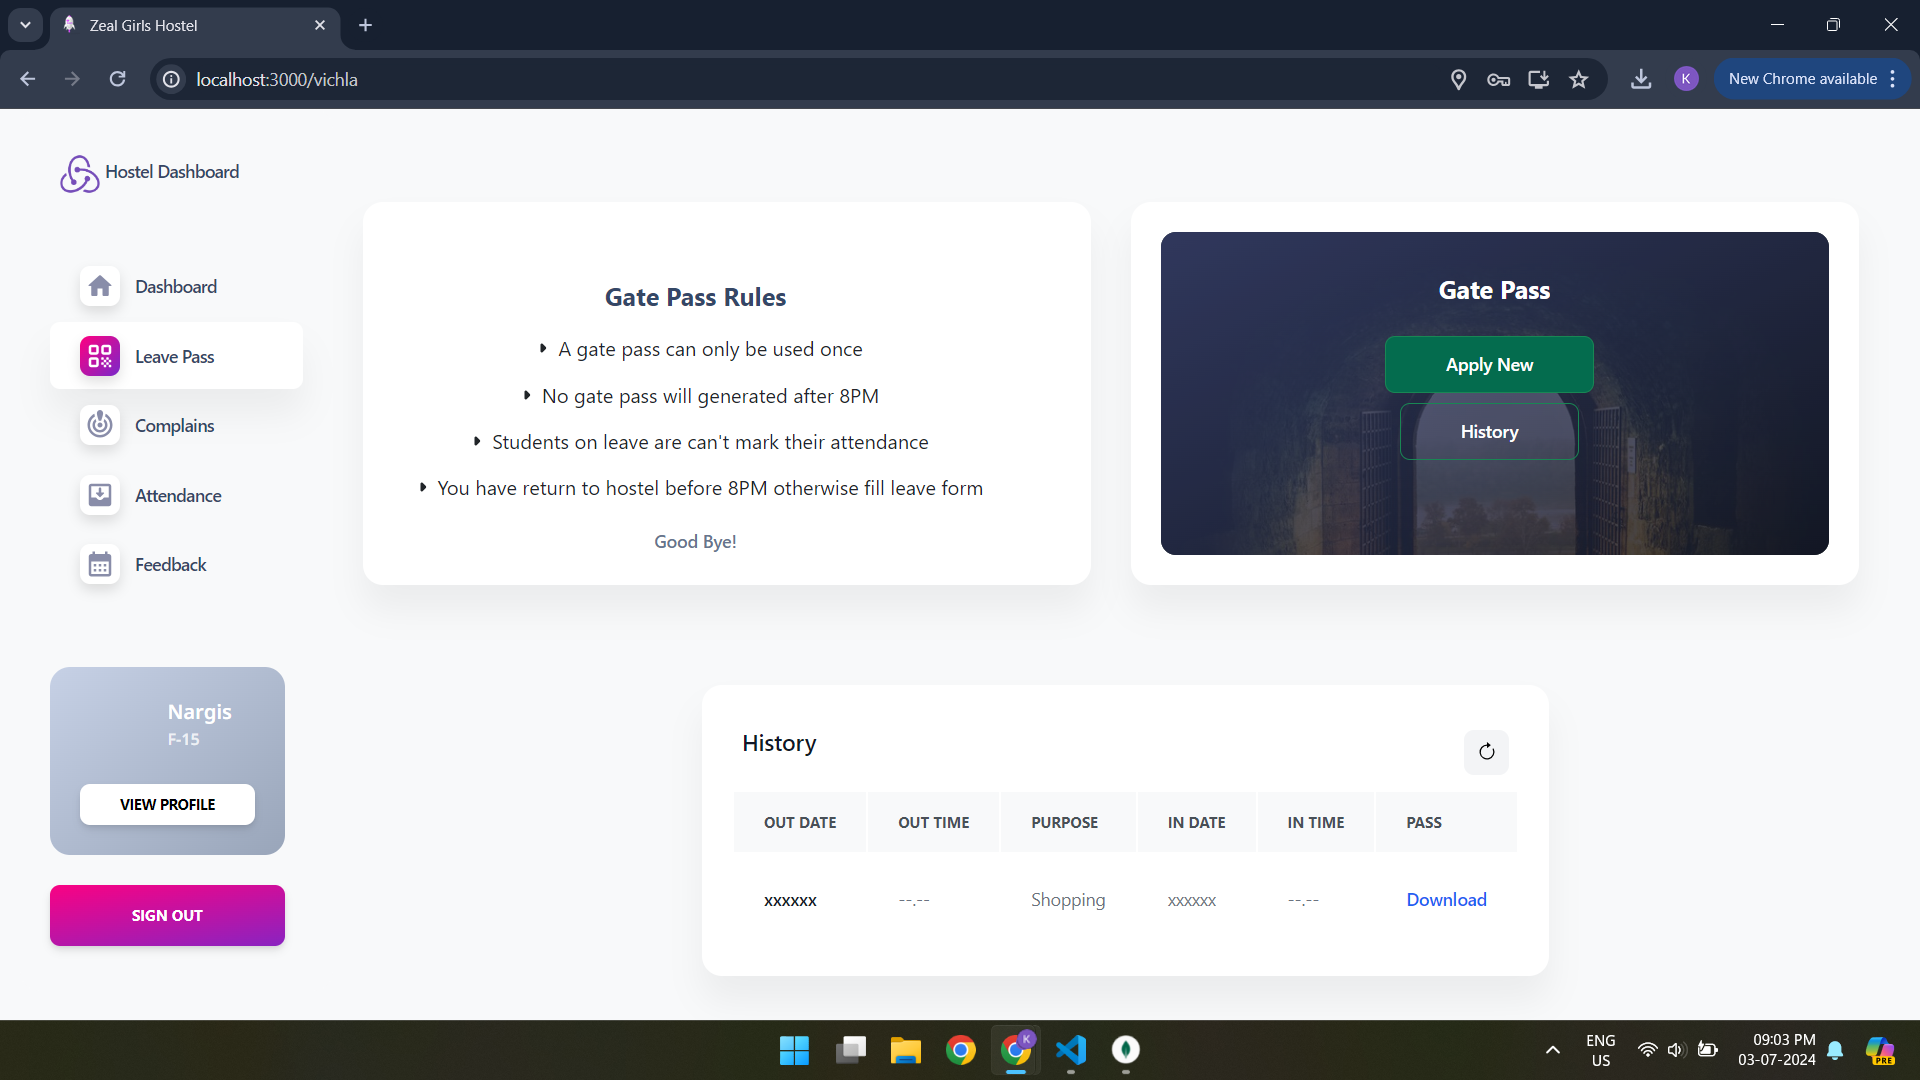 Zeal Girls Hostel
localhost:3000/vichla
K
New Chrome available
Hostel Dashboard
Dashboard
Leave Pass
Complains
Attendance
Feedback
Nargis
F-15
VIEW PROFILE
SIGN OUT
Gate Pass Rules
A gate pass can only be used once
No gate pass will generated after 8PM
Students on leave are can't mark their attendance
You have return to hostel before 8PM otherwise fill leave form
Good Bye!
Gate Pass
Apply New
History
History
OUT DATE OUT TIME PURPOSE IN DATE IN TIME PASS
xxxxxx --.-- Shopping xxxxxx --.-- Download
K
ENG
US
09:03 PM
03-07-2024
PRE